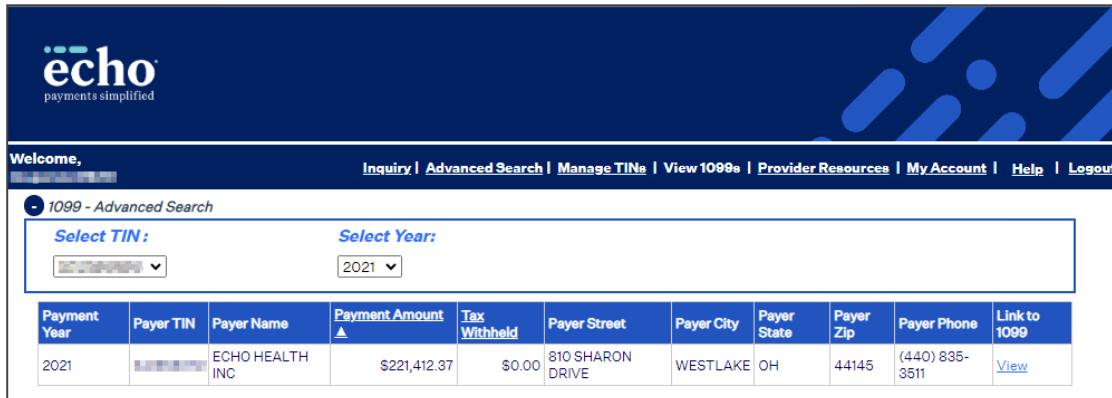 echo
payments simplified
Welcome,
Inquiry | Advanced Search | Manage TINs | View 1099s | Provider Resources | My Account | Help | Logout
- 1099 - Advanced Search
Select TIN : Select Year:
2021
Payment Year Payer TIN Payer Name Payment Amount ▲ Tax Withheld Payer Street Payer City Payer State Payer Zip Payer Phone Link to 1099
2021 ECHO HEALTH INC $221,412.37 $0.00 810 SHARON DRIVE WESTLAKE OH 44145 (440) 835-3511 View